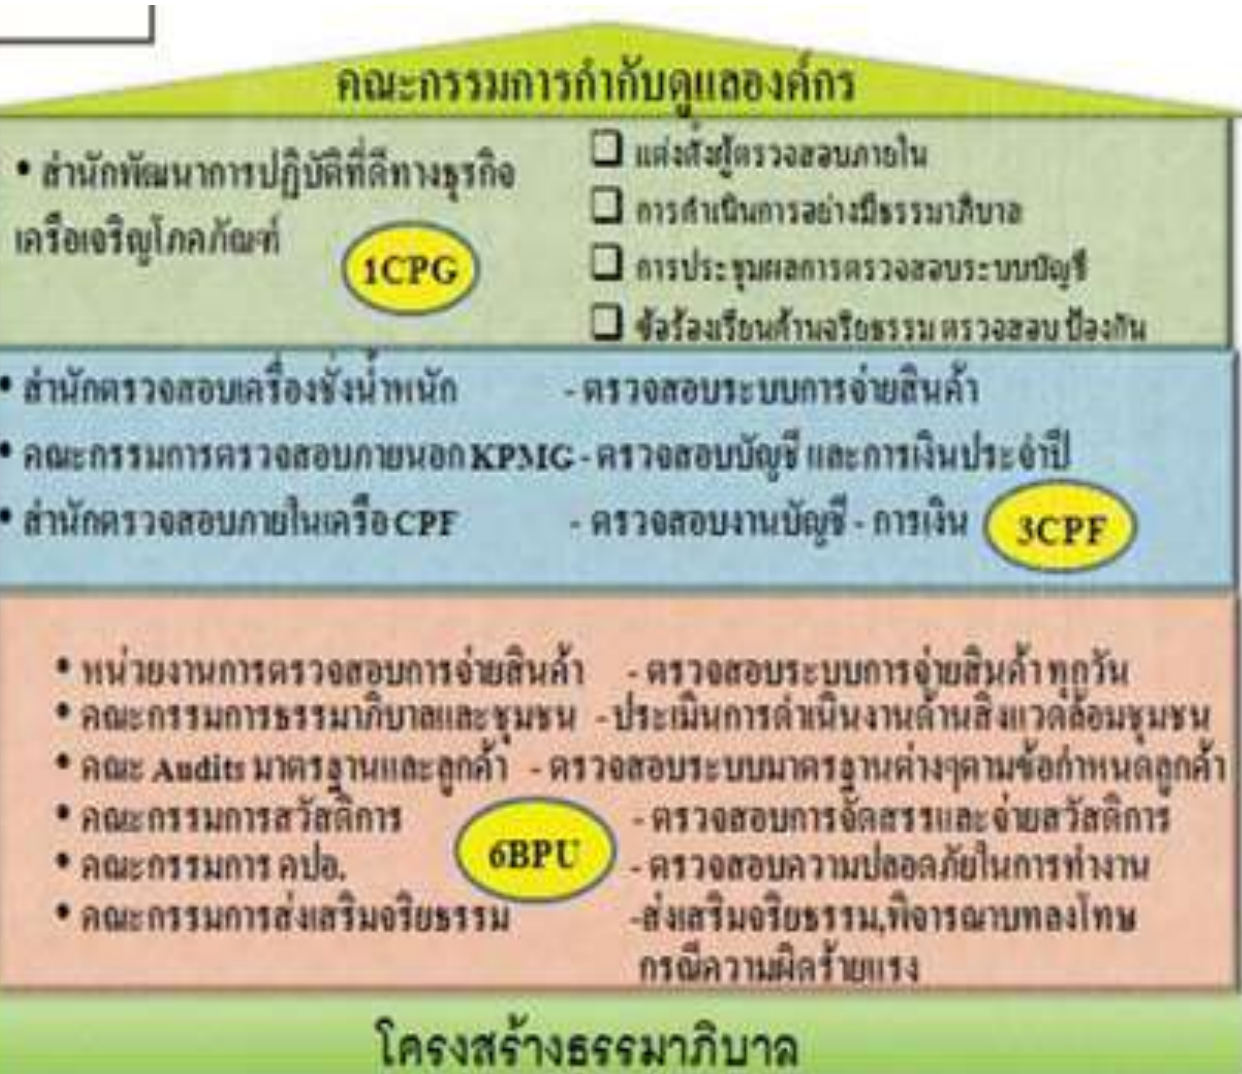 คณะกรรมการกำกับดูแลองค์กร
• สำนักพัฒนาการปฏิบัติที่ดีทางธุรกิจ
เครือเจริญโภคภัณฑ์
1CPG
❑ แต่งตั้งผู้ตรวจสอบภายใน
❑ การดำเนินการอย่างมีธรรมาภิบาล
❑ การประชุมผลการตรวจสอบระบบบัญชี
❑ ข้อร้องเรียนด้านจริยธรรม ตรวจสอบ ป้องกัน
• สำนักตรวจสอบเครื่องชั่งน้ำหนัก - ตรวจสอบระบบการจ่ายสินค้า
• คณะกรรมการตรวจสอบภายนอก KPMG - ตรวจสอบบัญชี และการเงินประจำปี
• สำนักตรวจสอบภายในเครือ CPF - ตรวจสอบงานบัญชี - การเงิน
3CPF
• หน่วยงานการตรวจสอบการจ่ายสินค้า - ตรวจสอบระบบการจ่ายสินค้า ทุกวัน
• คณะกรรมการธรรมาภิบาลและชุมชน - ประเมินการดำเนินงานด้านสิ่งแวดล้อมชุมชน
• คณะ Audits มาตรฐานและลูกค้า - ตรวจสอบระบบมาตรฐานต่างๆตามข้อกำหนดลูกค้า
• คณะกรรมการสวัสดิการ - ตรวจสอบการจัดสรรและจ่ายสวัสดิการ
6BPU
• คณะกรรมการ คปอ. - ตรวจสอบความปลอดภัยในการทำงาน
• คณะกรรมการส่งเสริมจริยธรรม -ส่งเสริมจริยธรรม,พิจารณาบทลงโทษ
กรณีความผิดร้ายแรง
โครงสร้างธรรมาภิบาล